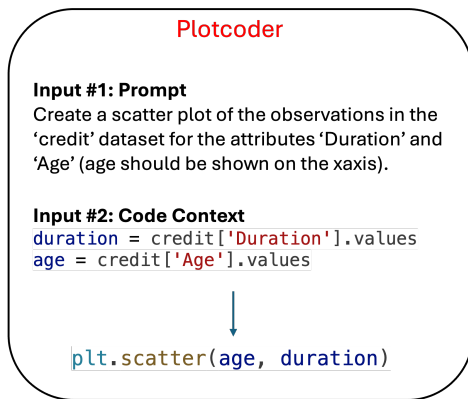 Plotcoder
Input #1: Prompt
Create a scatter plot of the observations in the
‘credit’ dataset for the attributes ‘Duration’ and
‘Age’ (age should be shown on the xaxis).
Input #2: Code Context
duration = credit['Duration'].values
age = credit['Age'].values
plt.scatter(age, duration)